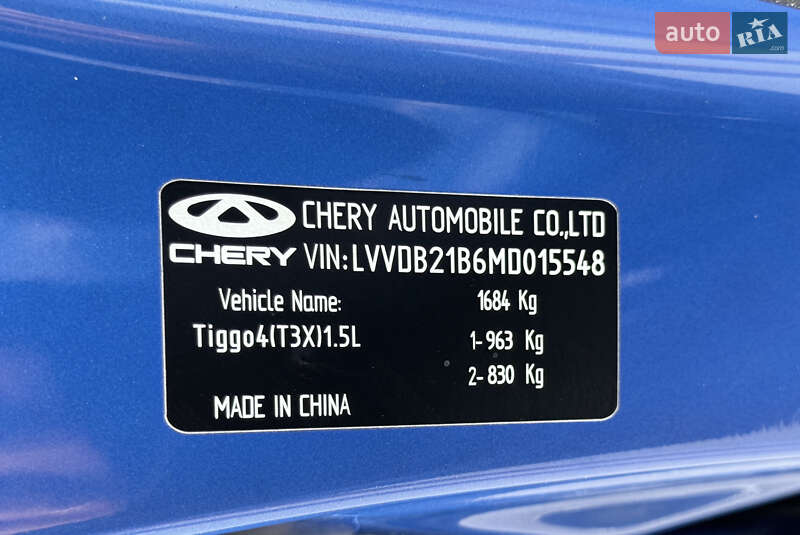 auto RIA .com
CHERY AUTOMOBILE CO.,LTD
CHERY VIN:LVVDB21B6MD015548
Vehicle Name: 1684 Kg
Tiggo4(T3X)1.5L 1-963 Kg
2-830 Kg
MADE IN CHINA